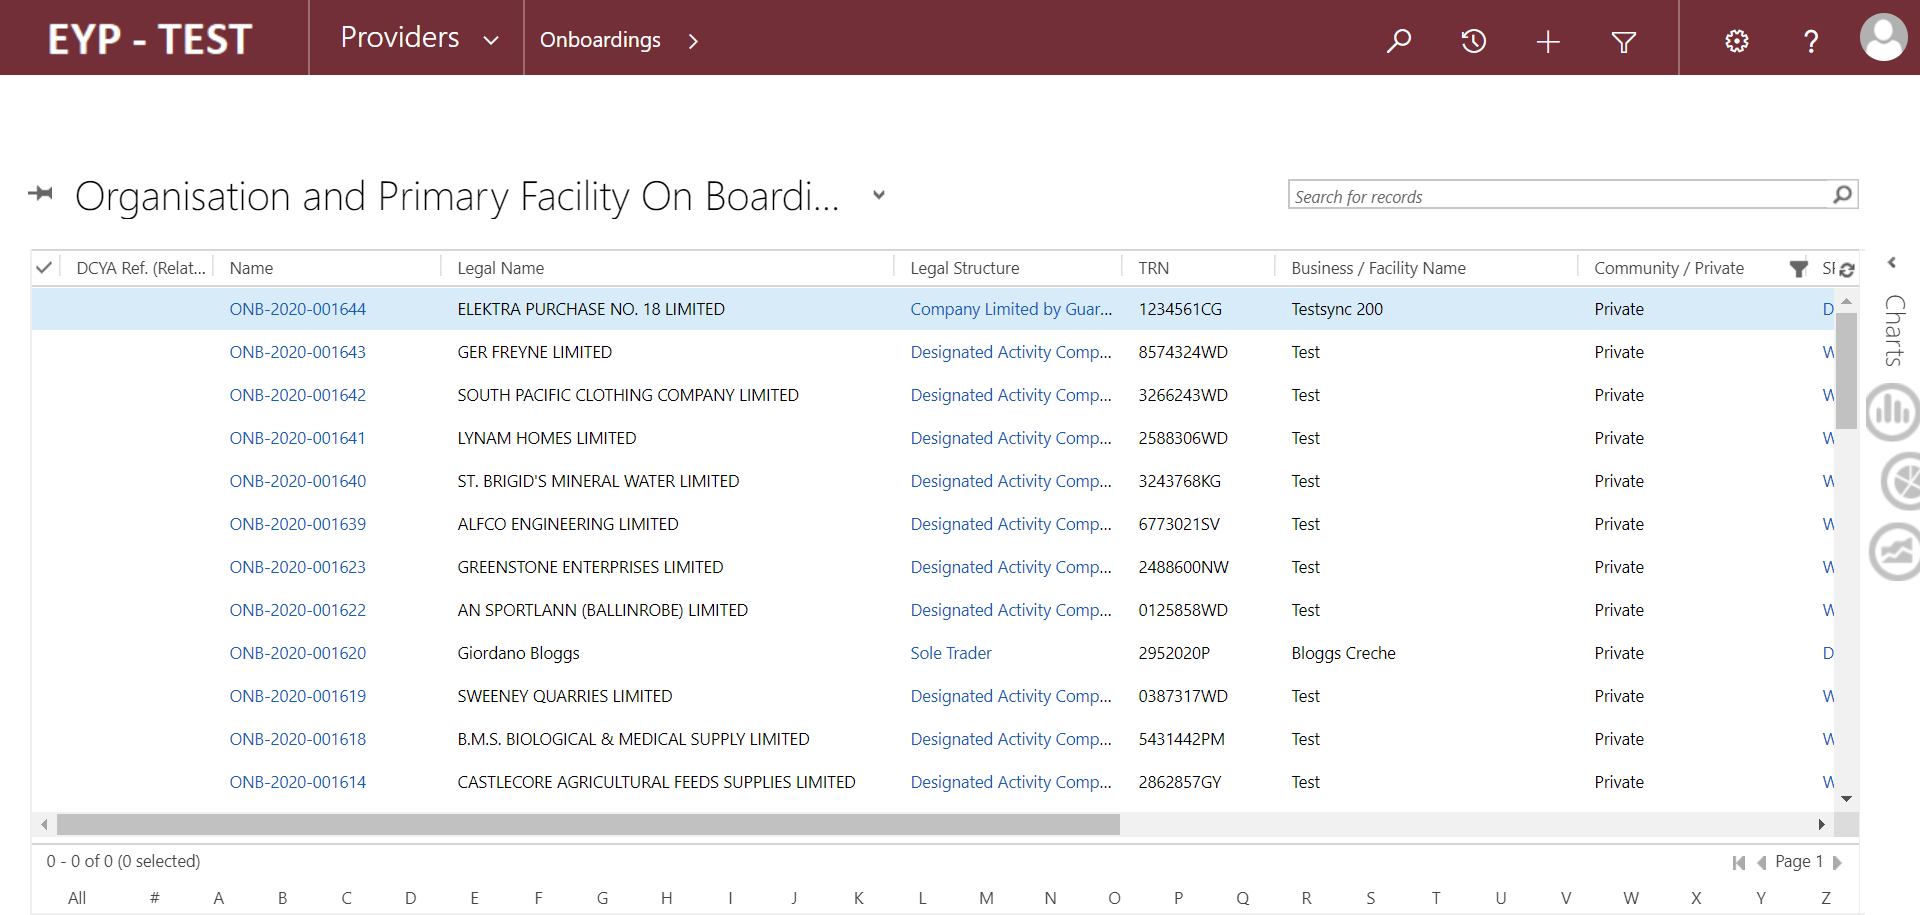 EYP - TEST Providers Onboardings
Organisation and Primary Facility On Boardi... Search for records
DCYA Ref. (Relat... Name Legal Name Legal Structure TRN Business / Facility Name Community / Private
ONB-2020-001644 ELEKTRA PURCHASE NO. 18 LIMITED Company Limited by Guar... 1234561CG Testsync 200 Private D
ONB-2020-001643 GER FREYNE LIMITED Designated Activity Comp... 8574324WD Test Private W
ONB-2020-001642 SOUTH PACIFIC CLOTHING COMPANY LIMITED Designated Activity Comp... 3266243WD Test Private W
ONB-2020-001641 LYNAM HOMES LIMITED Designated Activity Comp... 2588306WD Test Private W
ONB-2020-001640 ST. BRIGID'S MINERAL WATER LIMITED Designated Activity Comp... 3243768KG Test Private W
ONB-2020-001639 ALFCO ENGINEERING LIMITED Designated Activity Comp... 6773021SV Test Private W
ONB-2020-001623 GREENSTONE ENTERPRISES LIMITED Designated Activity Comp... 2488600NW Test Private W
ONB-2020-001622 AN SPORTLANN (BALLINROBE) LIMITED Designated Activity Comp... 0125858WD Test Private W
ONB-2020-001620 Giordano Bloggs Sole Trader 2952020P Bloggs Creche Private D
ONB-2020-001619 SWEENEY QUARRIES LIMITED Designated Activity Comp... 0387317WD Test Private W
ONB-2020-001618 B.M.S. BIOLOGICAL & MEDICAL SUPPLY LIMITED Designated Activity Comp... 5431442PM Test Private W
ONB-2020-001614 CASTLECORE AGRICULTURAL FEEDS SUPPLIES LIMITED Designated Activity Comp... 2862857GY Test Private W
Charts
0 - 0 of 0 (0 selected) Page 1
All # A B C D E F G H I J K L M N O P Q R S T U V W X Y Z